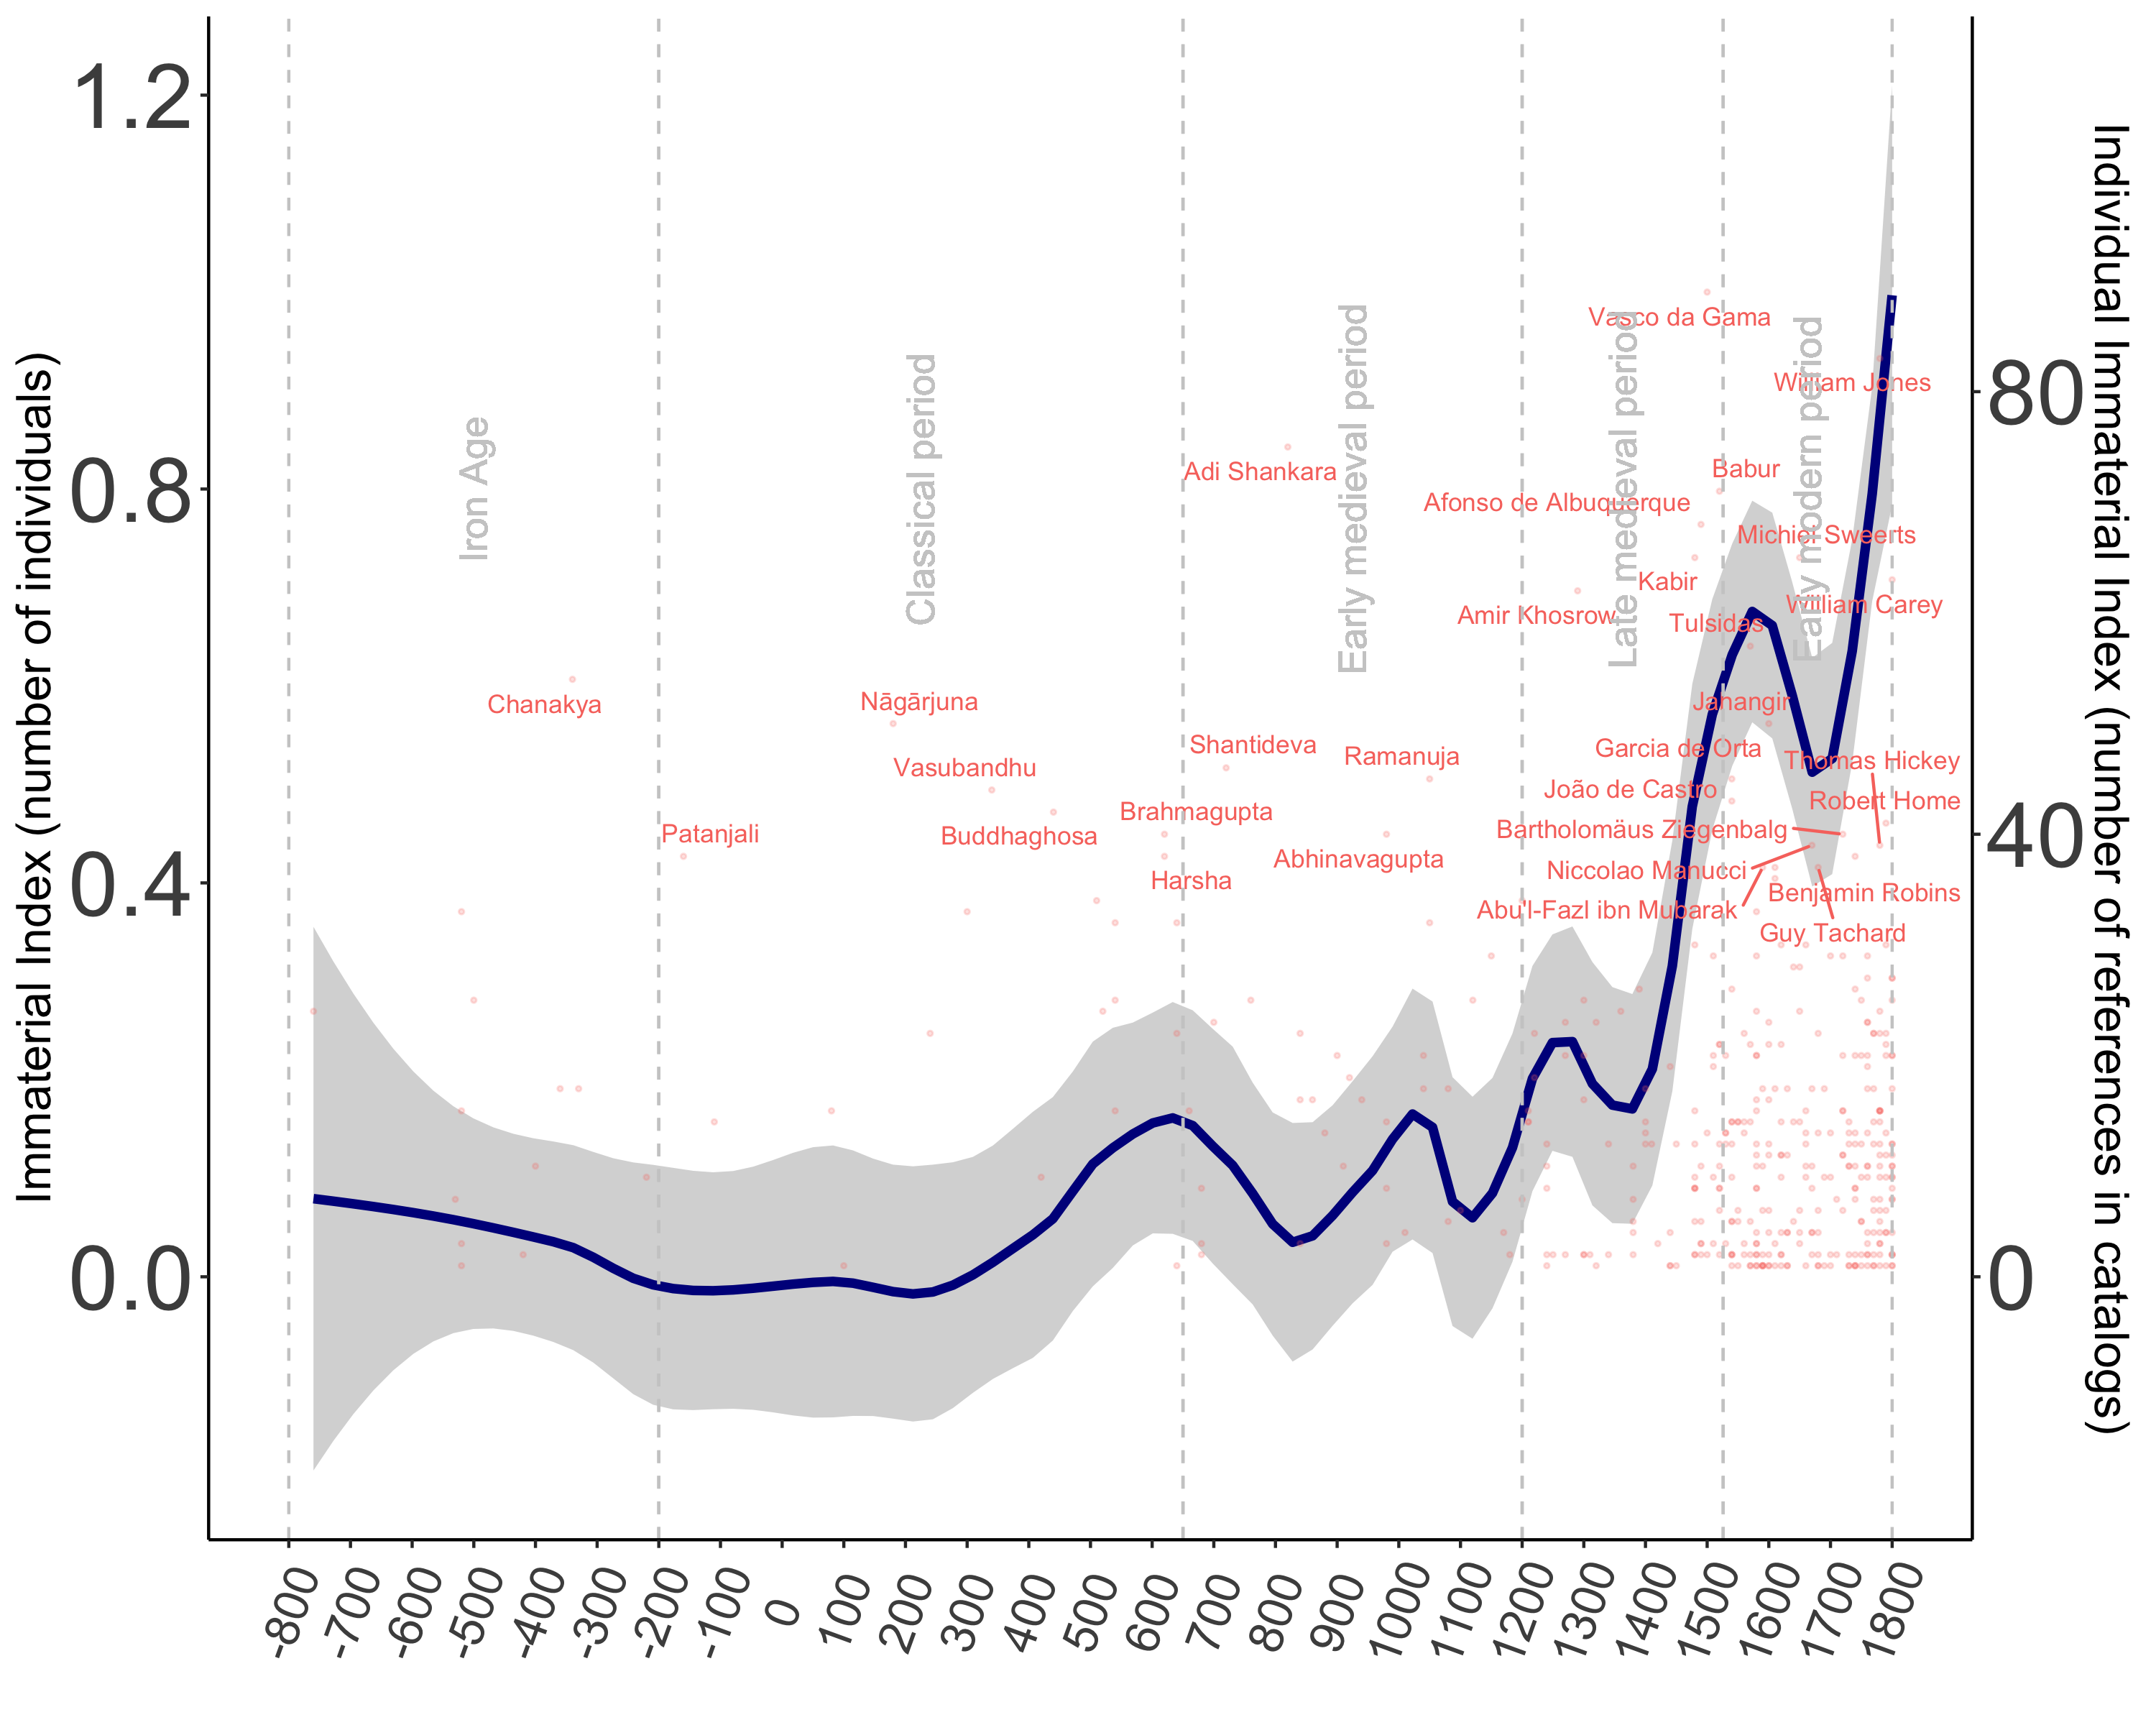 Immaterial Index (number of individuals)
1.2
0.8
0.4
0.0
Iron Age
Classical period
Early medieval period
Late medieval period
Early modern period
Vasco da Gama
William Jones
Babur
Adi Shankara
Afonso de Albuquerque
Michiel Sweerts
Kabir
William Carey
Amir Khosrow
Tulsidas
Chanakya
Nāgārjuna
Jahangir
Shantideva
Garcia de Orta
Ramanuja
Thomas Hickey
Vasubandhu
João de Castro
Robert Home
Brahmagupta
Bartholomäus Ziegenbalg
Patanjali
Buddhaghosa
Abhinavagupta
Niccolao Manucci
Harsha
Benjamin Robins
Abu'l-Fazl ibn Mubarak
Guy Tachard
80
40
0
Individual Immaterial Index (number of references in catalogs)
-800 -700 -600 -500 -400 -300 -200 -100 0 100 200 300 400 500 600 700 800 900 1000 1100 1200 1300 1400 1500 1600 1700 1800